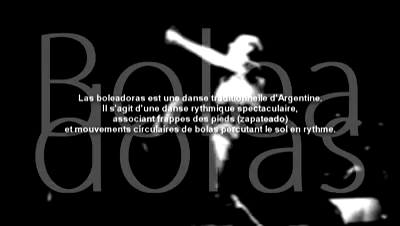 Bolea
doras
Las boleadoras est une danse traditionnelle d'Argentine.
Il s'agit d'une danse rythmique spectaculaire,
associant frappes des pieds (zapateado)
et mouvements circulaires de bolas percutant le sol en rythme.